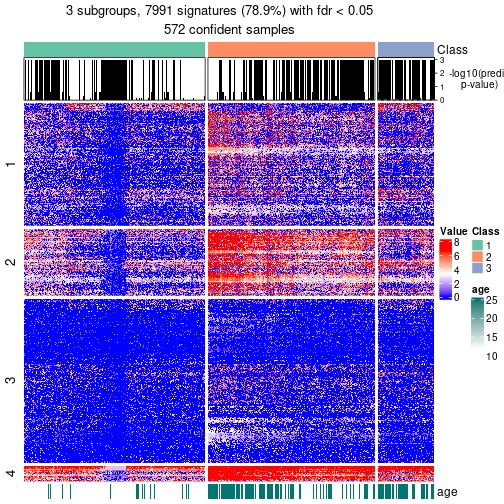 3 subgroups, 7991 signatures (78.9%) with fdr < 0.05
572 confident samples
Class
3
2
1
0
-log10(predi
p-value)
1
2
3
4
Value
8
6
4
2
0
Class
1
2
3
age
25
20
15
10
age